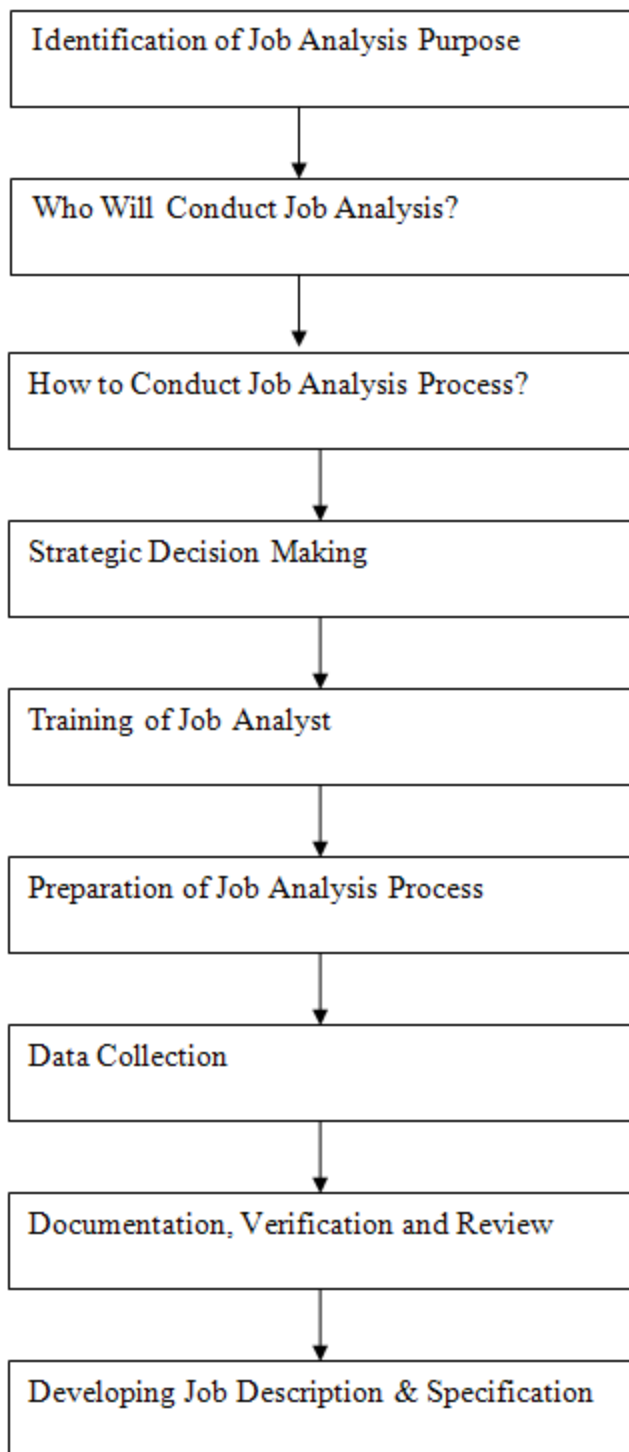 Identification of Job Analysis Purpose
Who Will Conduct Job Analysis?
How to Conduct Job Analysis Process?
Strategic Decision Making
Training of Job Analyst
Preparation of Job Analysis Process
Data Collection
Documentation, Verification and Review
Developing Job Description & Specification